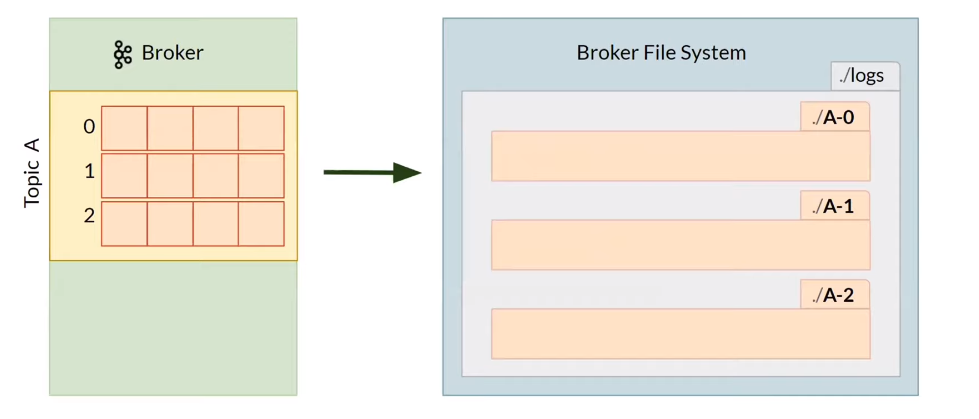 Broker
Topic A
0
1
2
Broker File System
./logs
./A-0
./A-1
./A-2